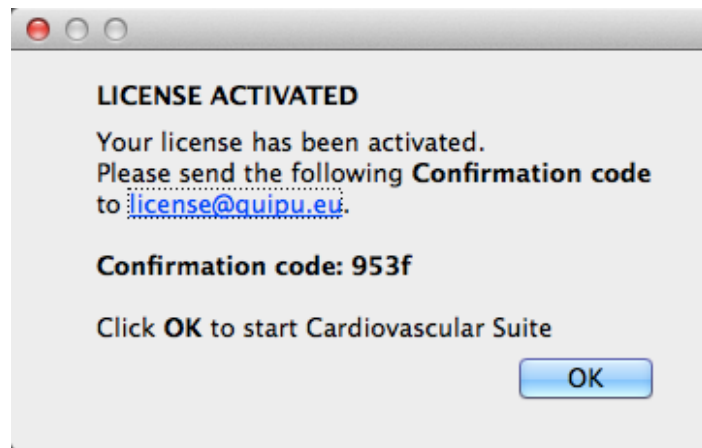 LICENSE ACTIVATED
Your license has been activated.
Please send the following Confirmation code
to license@quipu.eu.
Confirmation code: 953f
Click OK to start Cardiovascular Suite
OK